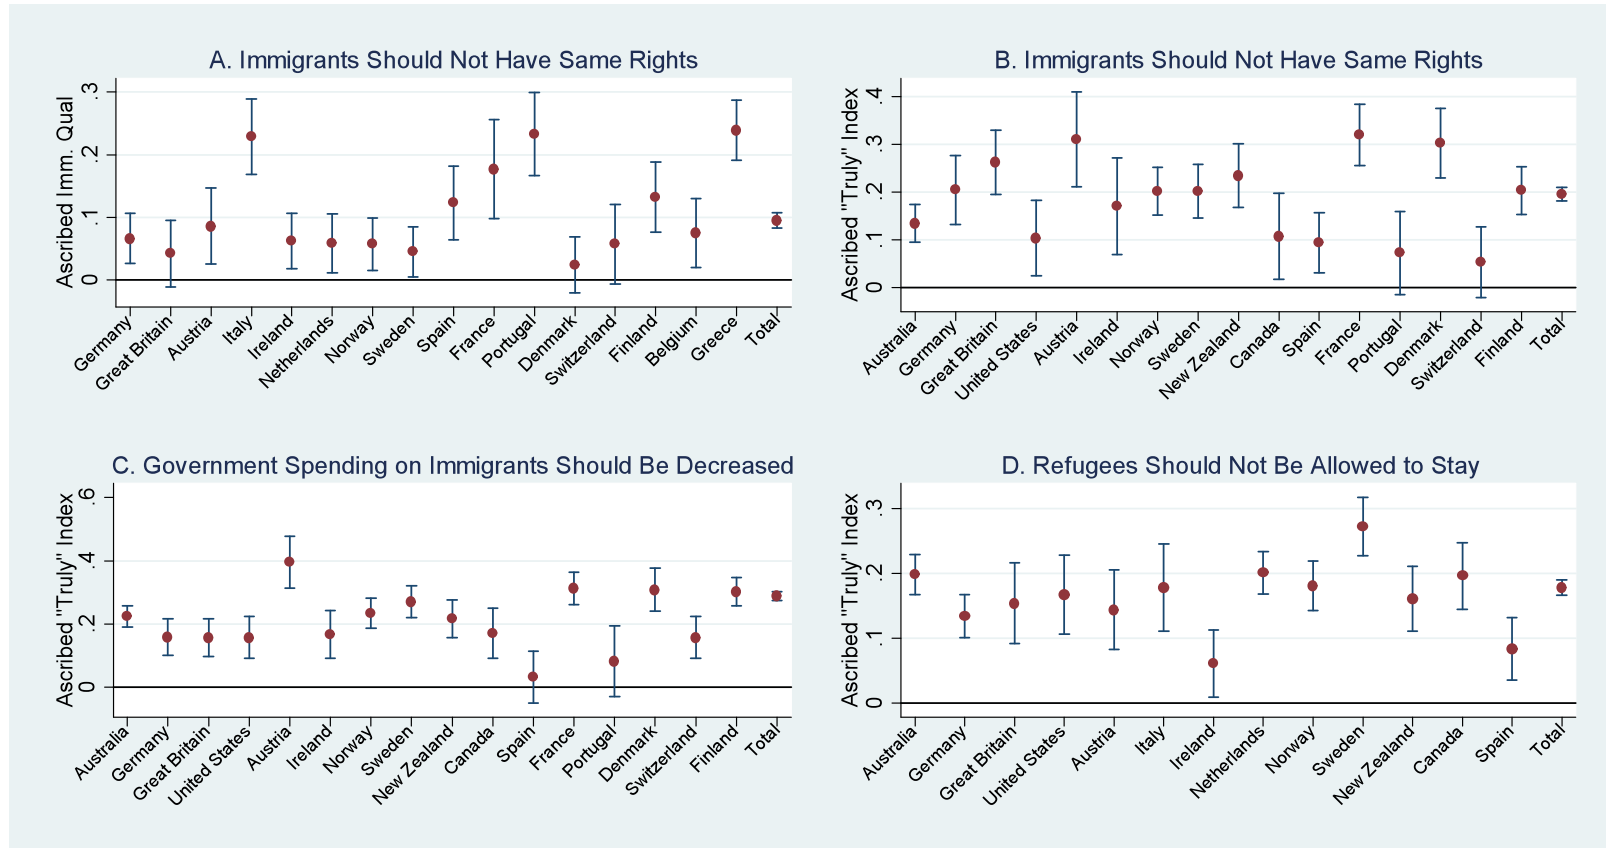 A. Immigrants Should Not Have Same Rights
Ascribed Imm. Qual
.3
.2
.1
0
Germany
Great Britain
Austria
Italy
Ireland
Netherlands
Norway
Sweden
Spain
France
Portugal
Denmark
Switzerland
Finland
Belgium
Greece
Total
B. Immigrants Should Not Have Same Rights
Ascribed "Truly" Index
.4
.3
.2
.1
0
Australia
Germany
Great Britain
United States
Austria
Ireland
Norway
Sweden
New Zealand
Canada
Spain
France
Portugal
Denmark
Switzerland
Finland
Total
C. Government Spending on Immigrants Should Be Decreased
Ascribed "Truly" Index
.6
.4
.2
0
Australia
Germany
Great Britain
United States
Austria
Ireland
Norway
Sweden
New Zealand
Canada
Spain
France
Portugal
Denmark
Switzerland
Finland
Total
D. Refugees Should Not Be Allowed to Stay
Ascribed "Truly" Index
.3
.2
.1
0
Australia
Germany
Great Britain
United States
Austria
Italy
Ireland
Netherlands
Norway
Sweden
New Zealand
Canada
Spain
Total